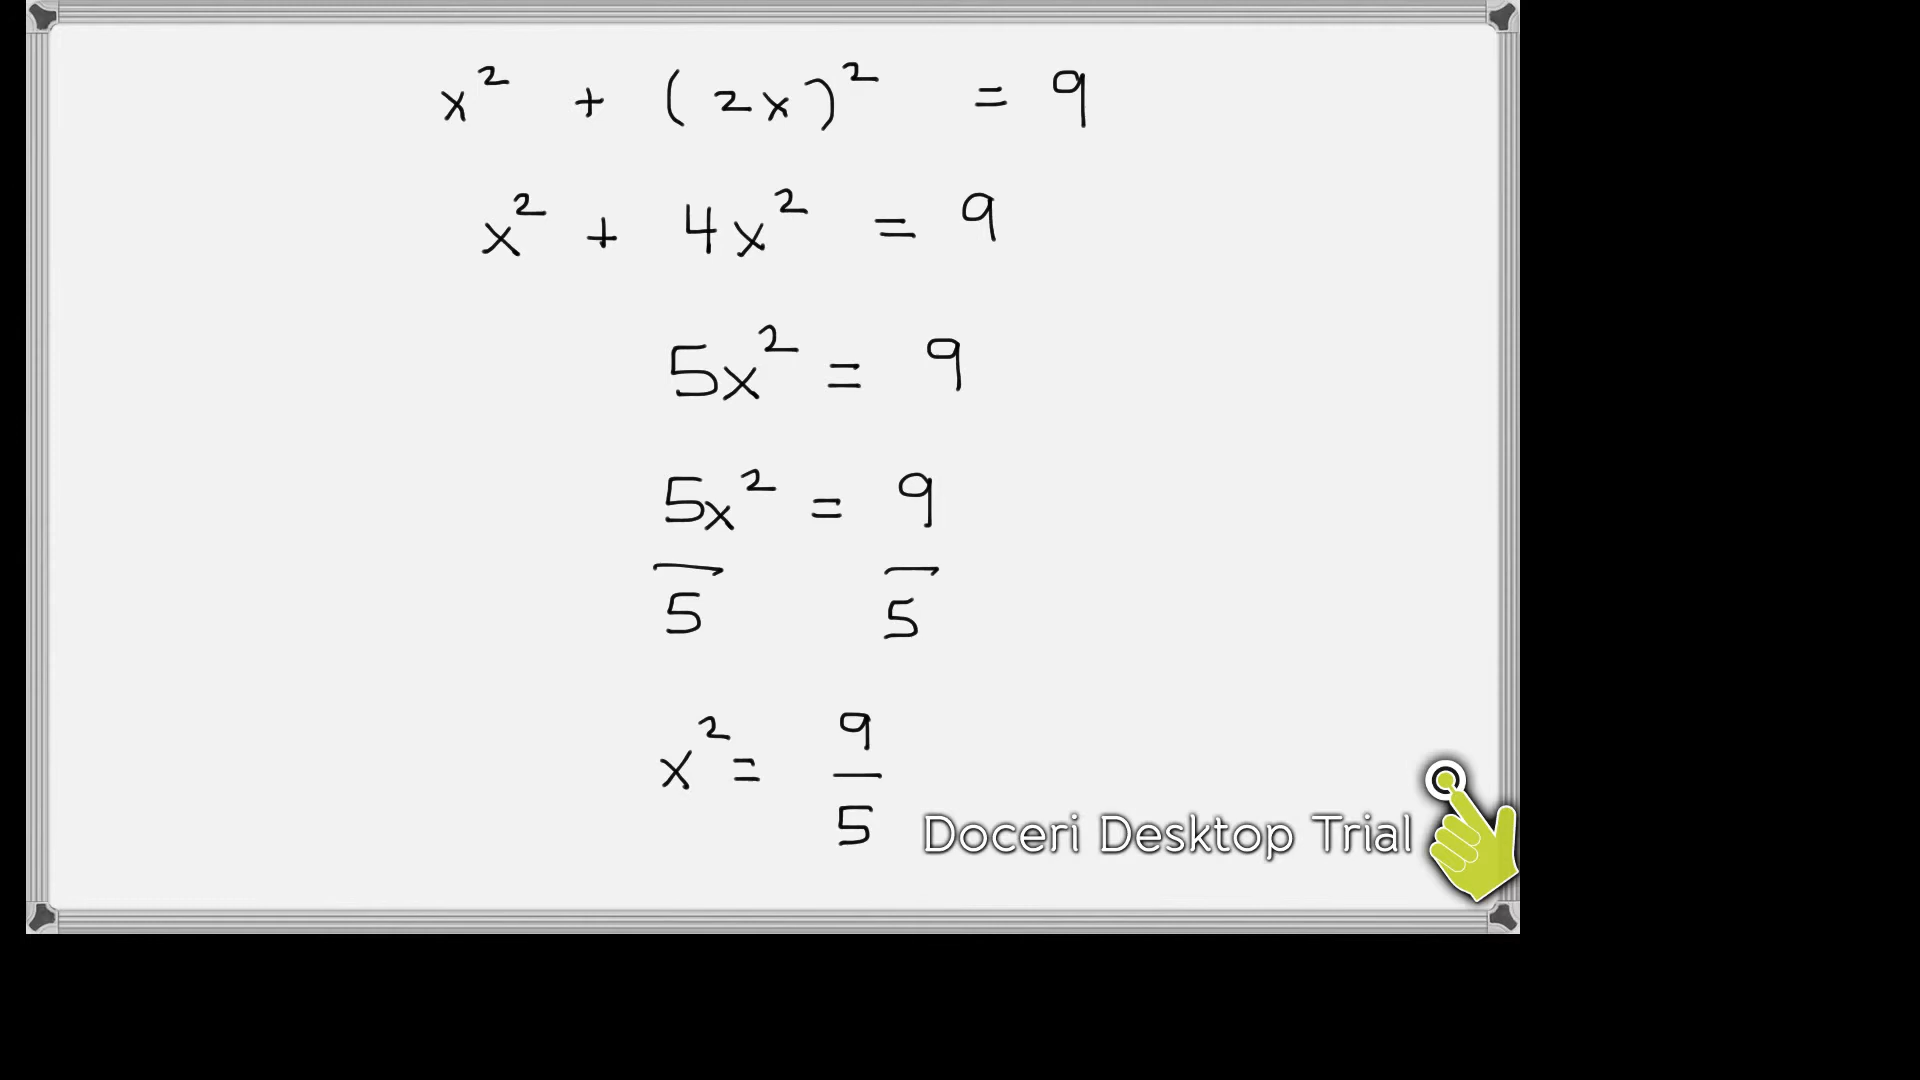 x² + (2x)² = 9
x² + 4x² = 9
5x² = 9
5x² = 9
5 5
x² = 9
5
Doceri Desktop Trial